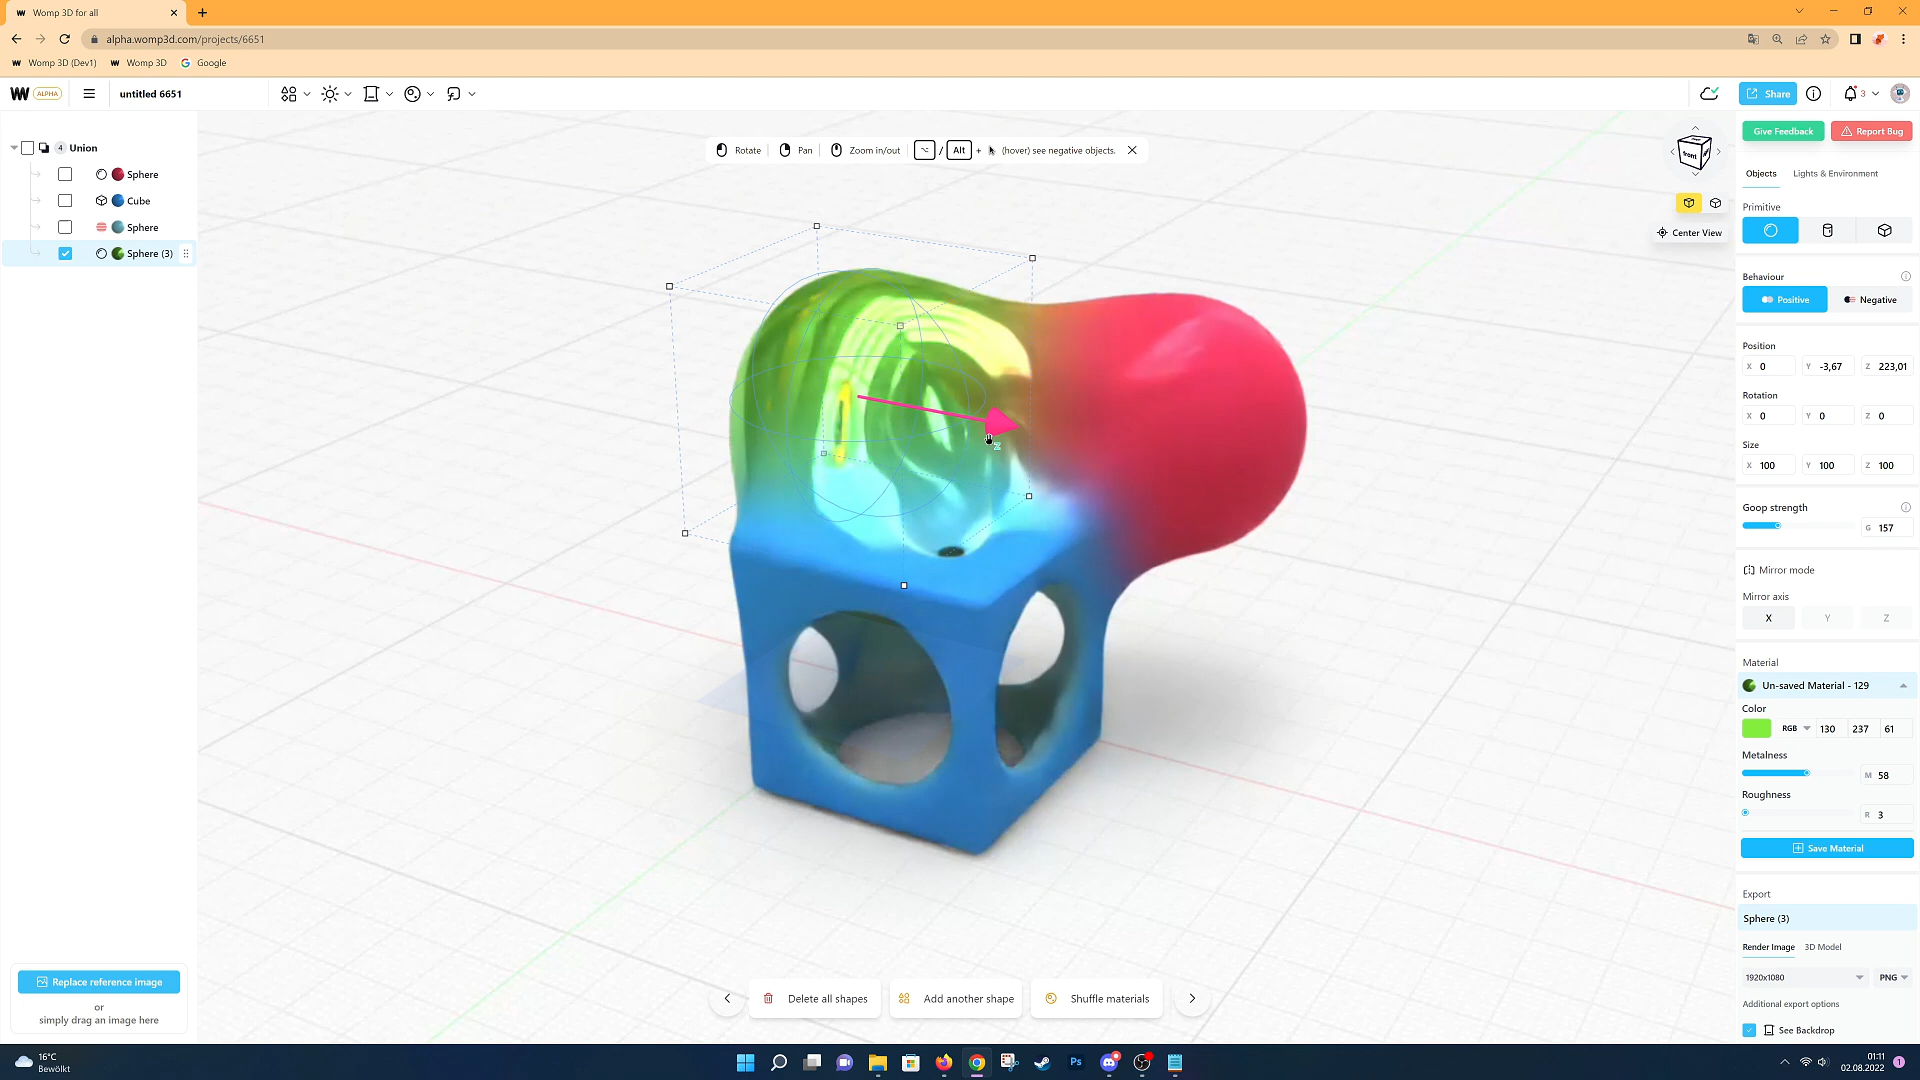 Womp 3D for all
alpha.womp3d.com/projects/6651
Womp 3D (Dev1)
Womp 3D
Google
ALPHA
untitled 6651
Share
3
4 Union
Sphere
Cube
Sphere
Sphere (3)
Rotate
Pan
Zoom in/out
/
Alt
+
(hover) see negative objects.
front
Center View
Z
Give Feedback
Report Bug
Objects
Lights & Environment
Primitive
Behaviour
Positive
Negative
Position
X 0
Y -3,67
Z 223,01
Rotation
X 0
Y 0
Z 0
Size
X 100
Y 100
Z 100
Goop strength
G 157
Mirror mode
Mirror axis
X
Y
Z
Material
Un-saved Material - 129
Color
RGB
130
237
61
Metalness
M 58
Roughness
R 3
Save Material
Export
Sphere (3)
Render Image
3D Model
1920x1080
PNG
Additional export options
See Backdrop
Replace reference image
or
simply drag an image here
Delete all shapes
Add another shape
Shuffle materials
16°C
Bewölkt
Ps
01:11
02.08.2022
1